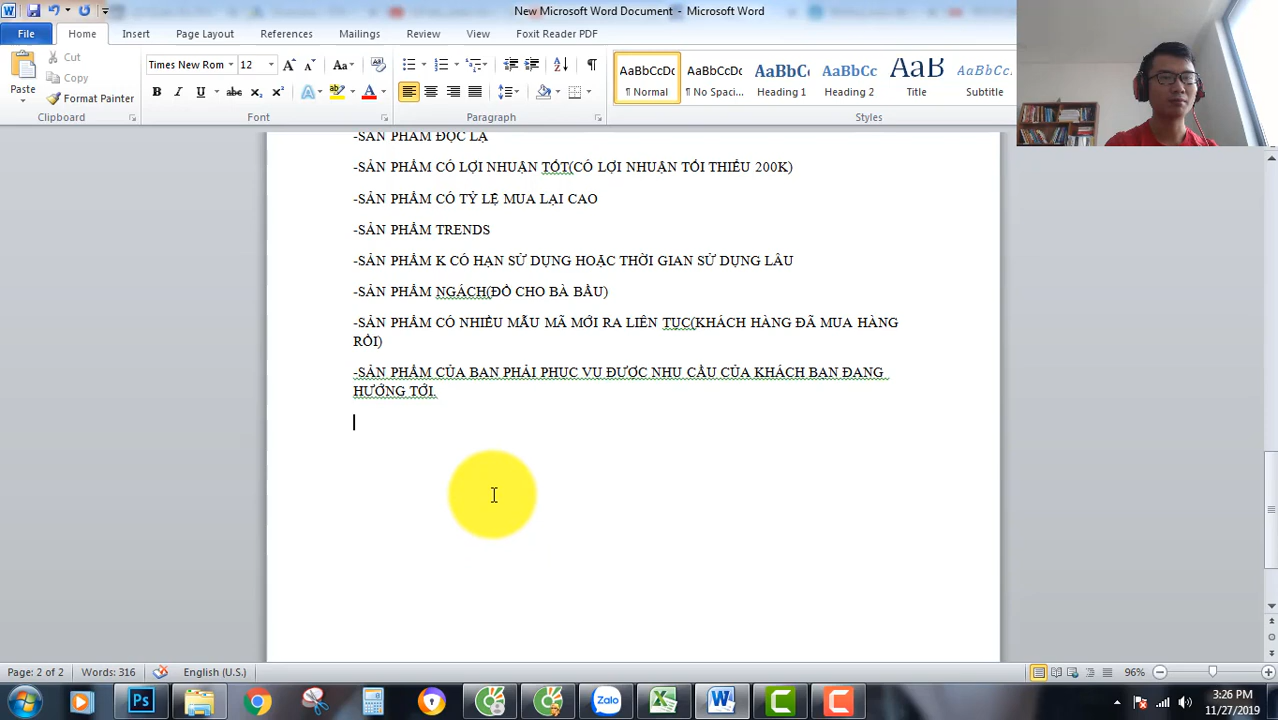 New Microsoft Word Document - Microsoft Word
File Home Insert Page Layout References Mailings Review View Foxit Reader PDF
Paste
Cut
Copy
Format Painter
Times New Rom 12
AaBbCcDc AaBbCcDc AaBbC AaBbCc AaB AaBbCcD
¶ Normal ¶ No Spaci... Heading 1 Heading 2 Title Subtitle
Clipboard Font Paragraph Styles
-SẢN PHẨM ĐỘC LẠ
-SẢN PHẨM CÓ LỢI NHUẬN TỐT(CÓ LỢI NHUẬN TỐI THIỂU 200K)
-SẢN PHẨM CÓ TỶ LỆ MUA LẠI CAO
-SẢN PHẨM TRENDS
-SẢN PHẨM K CÓ HẠN SỬ DỤNG HOẶC THỜI GIAN SỬ DỤNG LÂU
-SẢN PHẨM NGÁCH(ĐỒ CHO BÀ BẦU)
-SẢN PHẨM CÓ NHIỀU MẪU MÃ MỚI RA LIÊN TỤC(KHÁCH HÀNG ĐÃ MUA HÀNG
RỒI)
-SẢN PHẨM CỦA BẠN PHẢI PHỤC VỤ ĐƯỢC NHU CẦU CỦA KHÁCH BẠN ĐANG
HƯỚNG TỚI.
Page: 2 of 2 Words: 316 English (U.S.) 96%
Ps Zalo
3:26 PM
11/27/2019